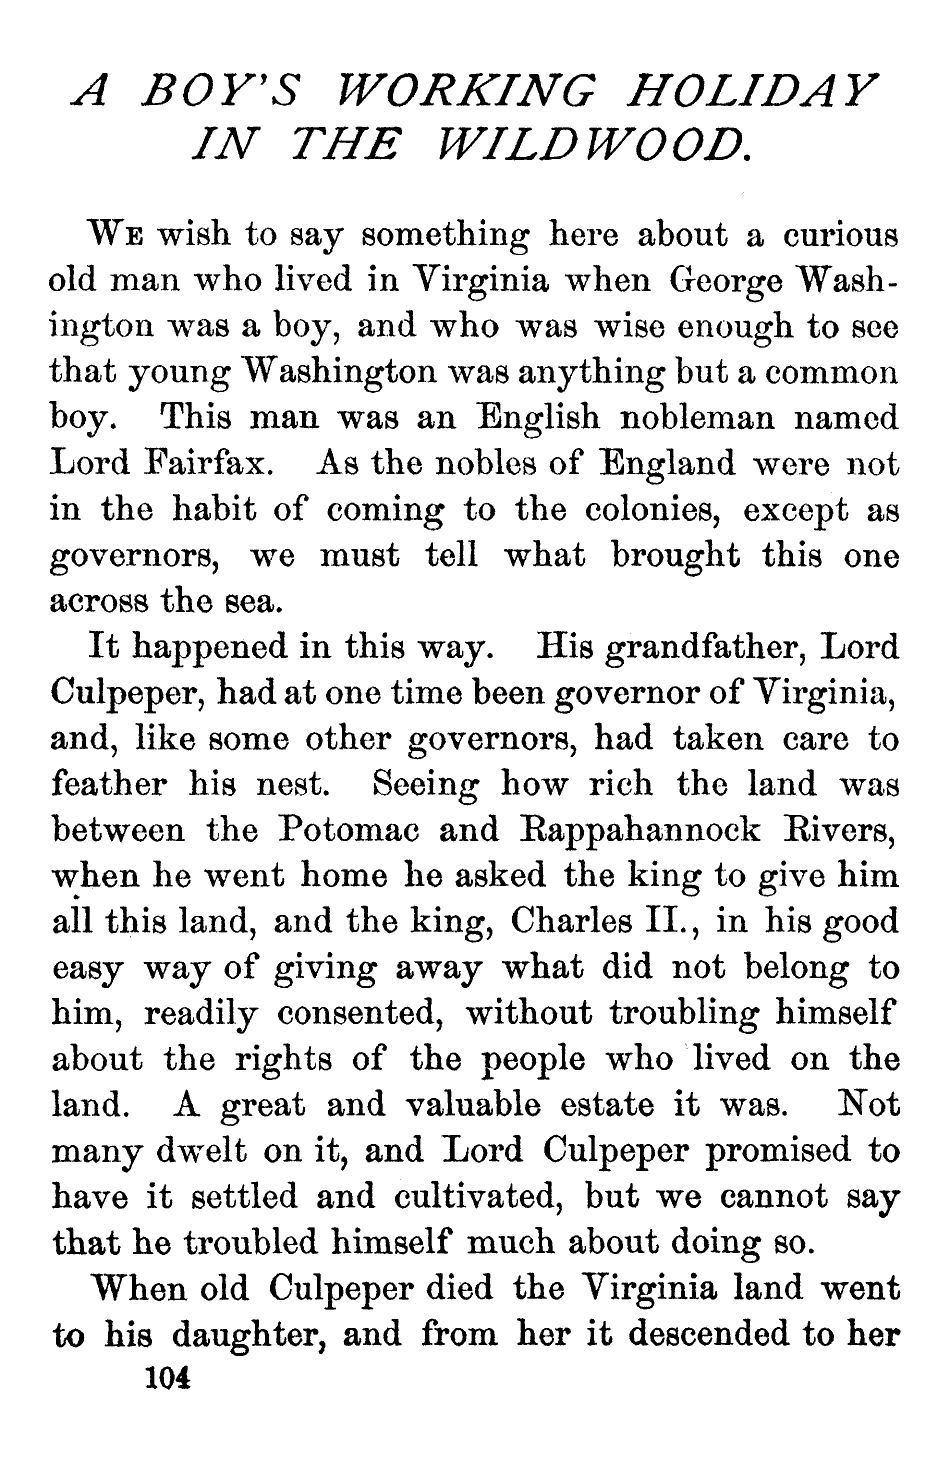 A BOY'S WORKING HOLIDAY
IN THE WILDWOOD.
WE wish to say something here about a curious
old man who lived in Virginia when George Wash-
ington was a boy, and who was wise enough to see
that young Washington was anything but a common
boy. This man was an English nobleman named
Lord Fairfax. As the nobles of England were not
in the habit of coming to the colonies, except as
governors, we must tell what brought this one
across the sea.
It happened in this way. His grandfather, Lord
Culpeper, had at one time been governor of Virginia,
and, like some other governors, had taken care to
feather his nest. Seeing how rich the land was
between the Potomac and Rappahannock Rivers,
when he went home he asked the king to give him
all this land, and the king, Charles II., in his good
easy way of giving away what did not belong to
him, readily consented, without troubling himself
about the rights of the people who lived on the
land. A great and valuable estate it was. Not
many dwelt on it, and Lord Culpeper promised to
have it settled and cultivated, but we cannot say
that he troubled himself much about doing so.
When old Culpeper died the Virginia land went
to his daughter, and from her it descended to her
104